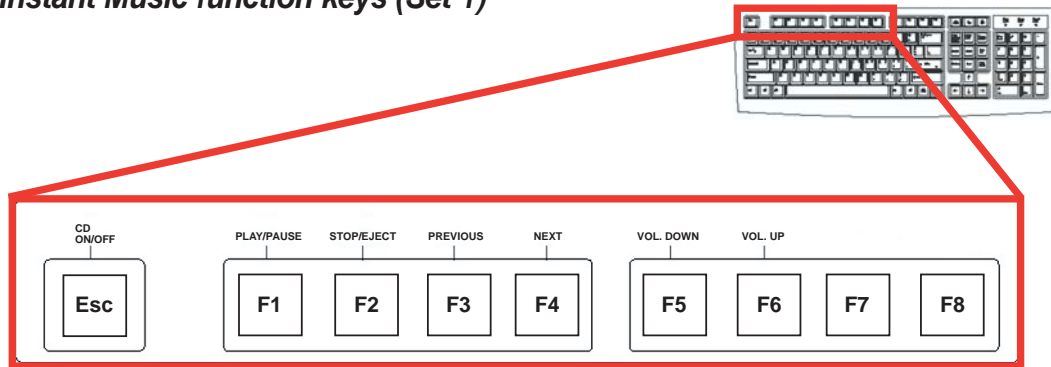 Instant Music function keys (Set 1)
CD
ON/OFF
PLAY/PAUSE STOP/EJECT PREVIOUS NEXT VOL. DOWN VOL. UP
Esc F1 F2 F3 F4 F5 F6 F7 F8